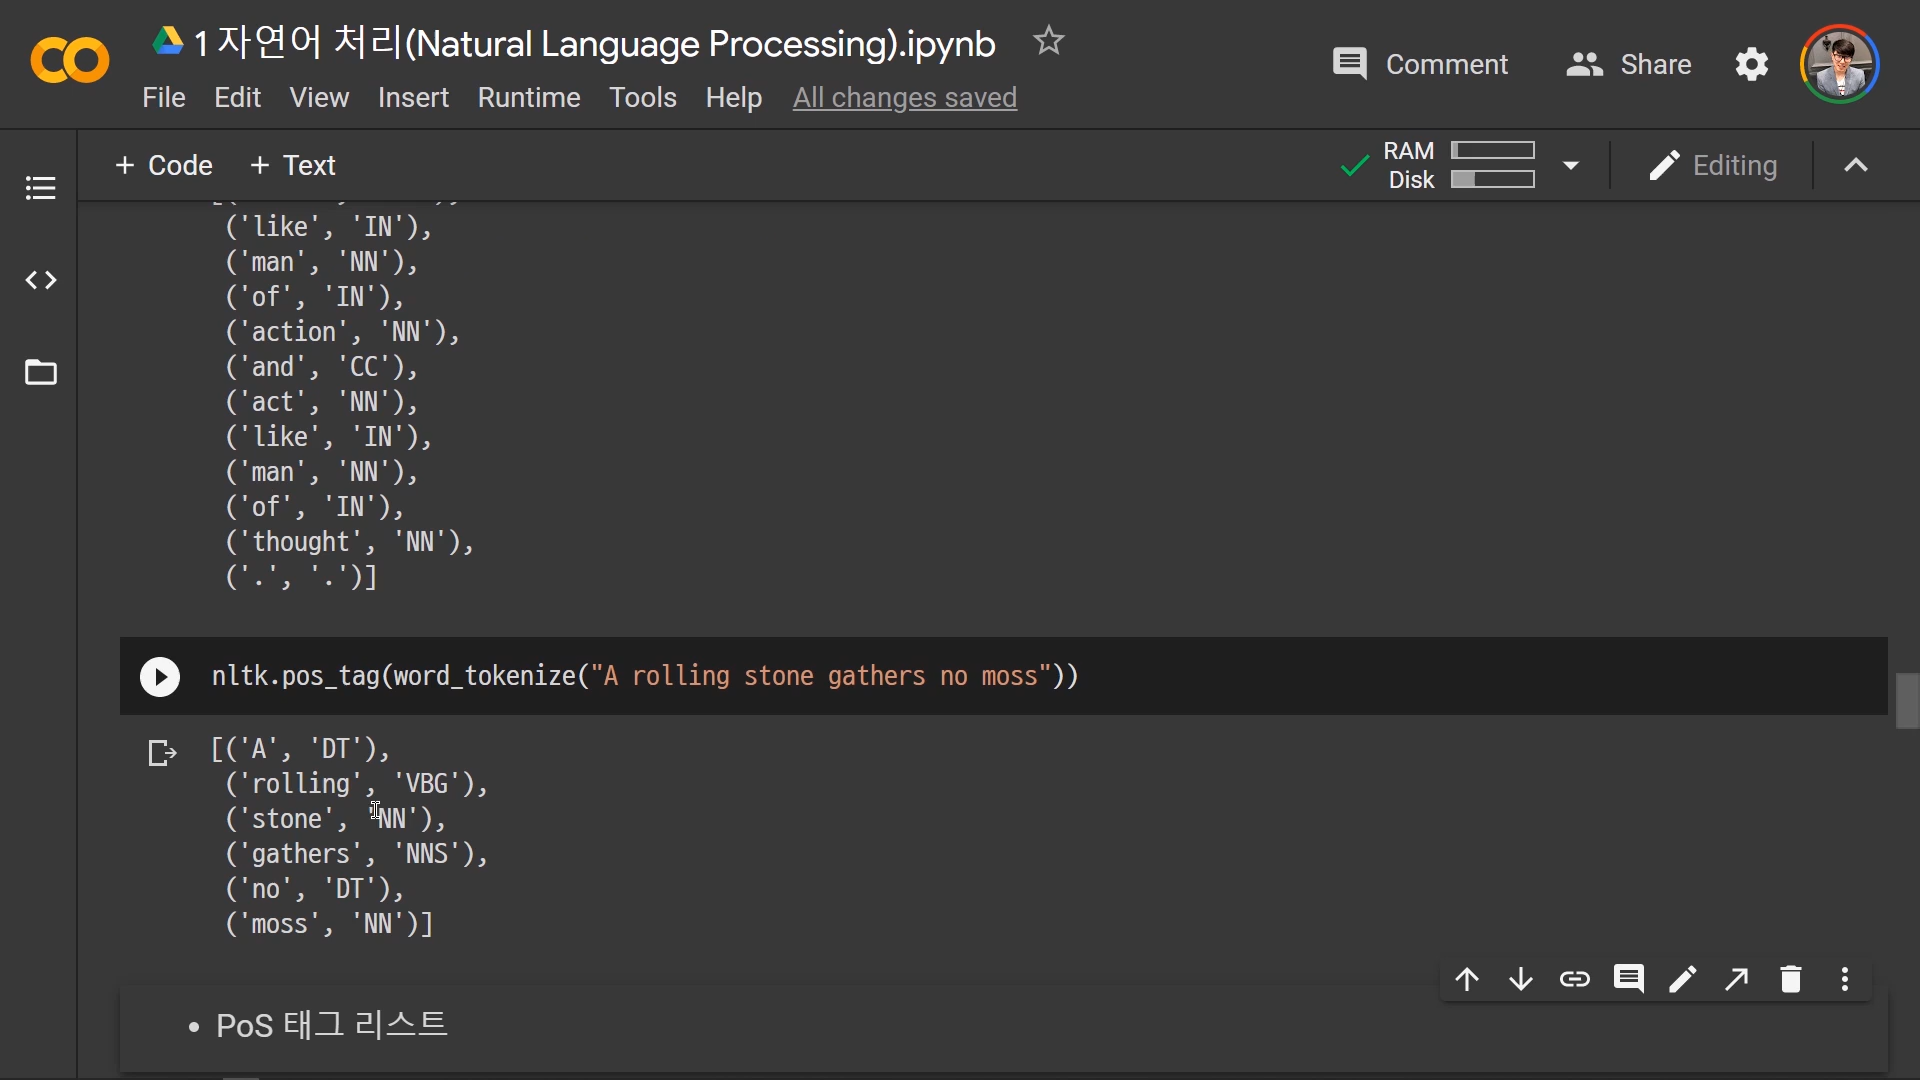 1 자연어 처리(Natural Language Processing).ipynb
Comment
Share
File Edit View Insert Runtime Tools Help All changes saved
+ Code + Text
RAM
Disk
Editing
('like', 'IN'),
('man', 'NN'),
('of', 'IN'),
('action', 'NN'),
('and', 'CC'),
('act', 'NN'),
('like', 'IN'),
('man', 'NN'),
('of', 'IN'),
('thought', 'NN'),
('.', '.')]
nltk.pos_tag(word_tokenize("A rolling stone gathers no moss"))
[('A', 'DT'),
('rolling', 'VBG'),
('stone', 'NN'),
('gathers', 'NNS'),
('no', 'DT'),
('moss', 'NN')]
• PoS 태그 리스트